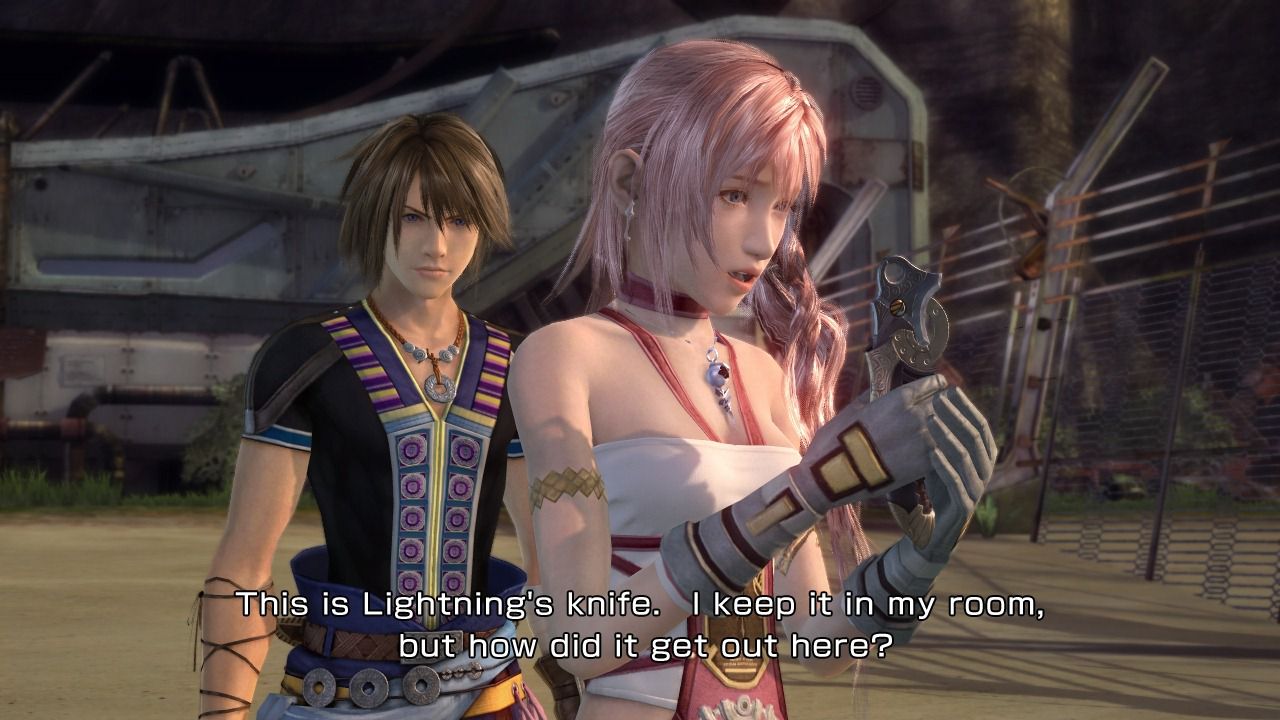 This is Lightning's knife. I keep it in my room,
but how did it get out here?